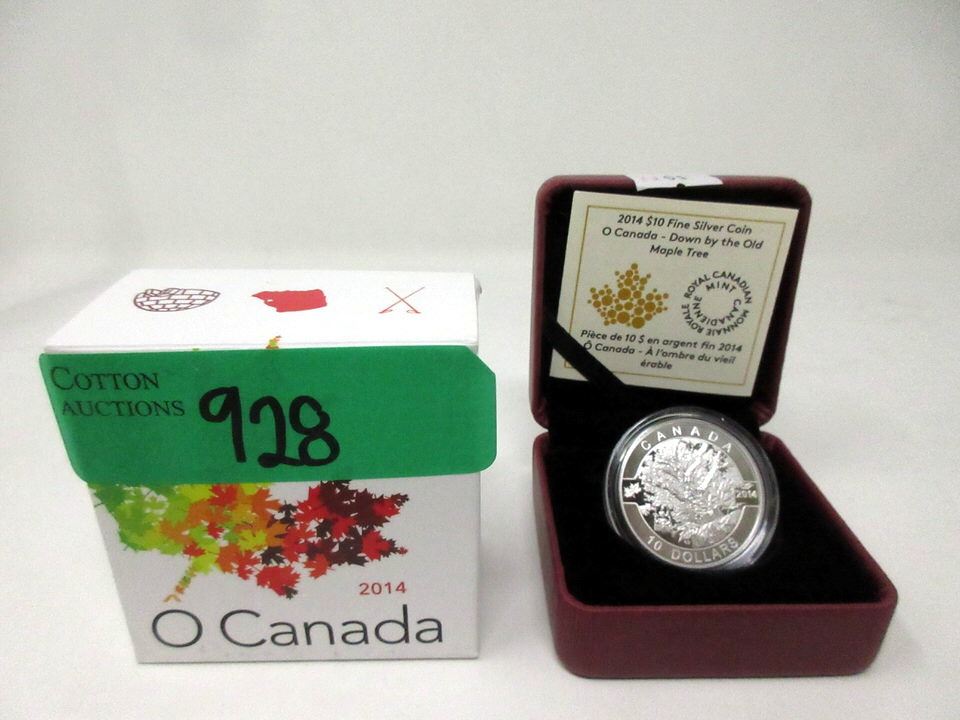 COTTON
AUCTIONS
928
2014
O Canada
2014 $10 Fine Silver Coin
O Canada - Down by the Old
Maple Tree
ROYAL CANADIAN MINT
MONNAIE ROYALE CANADIENNE
Pièce de 10 $ en argent fin 2014
Ô Canada - À l'ombre du vieil
érable
CANADA
2014
10 DOLLARS